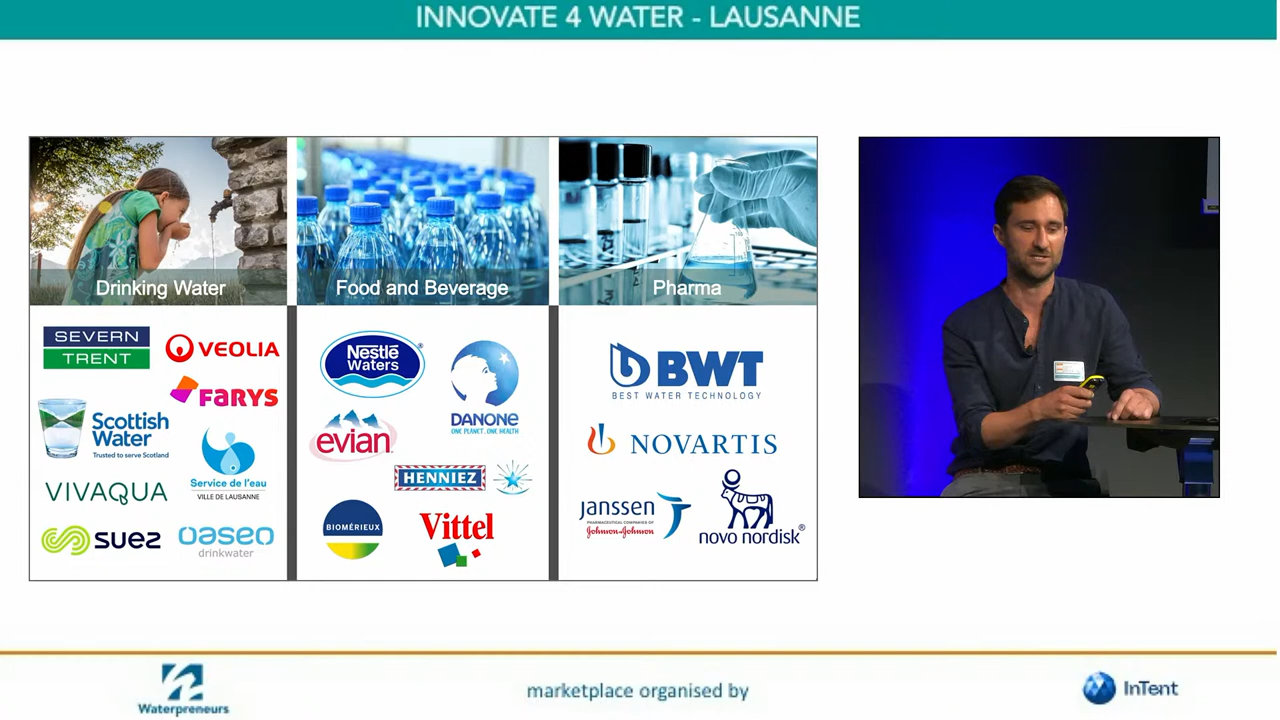 INNOVATE 4 WATER - LAUSANNE
Drinking Water
Food and Beverage
Pharma
SEVERN
TRENT
VEOLIA
FARYS
Scottish
Water
Trusted to serve Scotland
Service de l'eau
VILLE DE LAUSANNE
VIVAQUA
suez
oaseo
drinkwater
Nestlé
Waters
®
DANONE
ONE PLANET. ONE HEALTH
evian
HENNIEZ
BIOMÉRIEUX
Vittel
BWT
BEST WATER TECHNOLOGY
NOVARTIS
janssen
PHARMACEUTICAL COMPANIES OF
Johnson & Johnson
novo nordisk®
Waterpreneurs
marketplace organised by
InTent